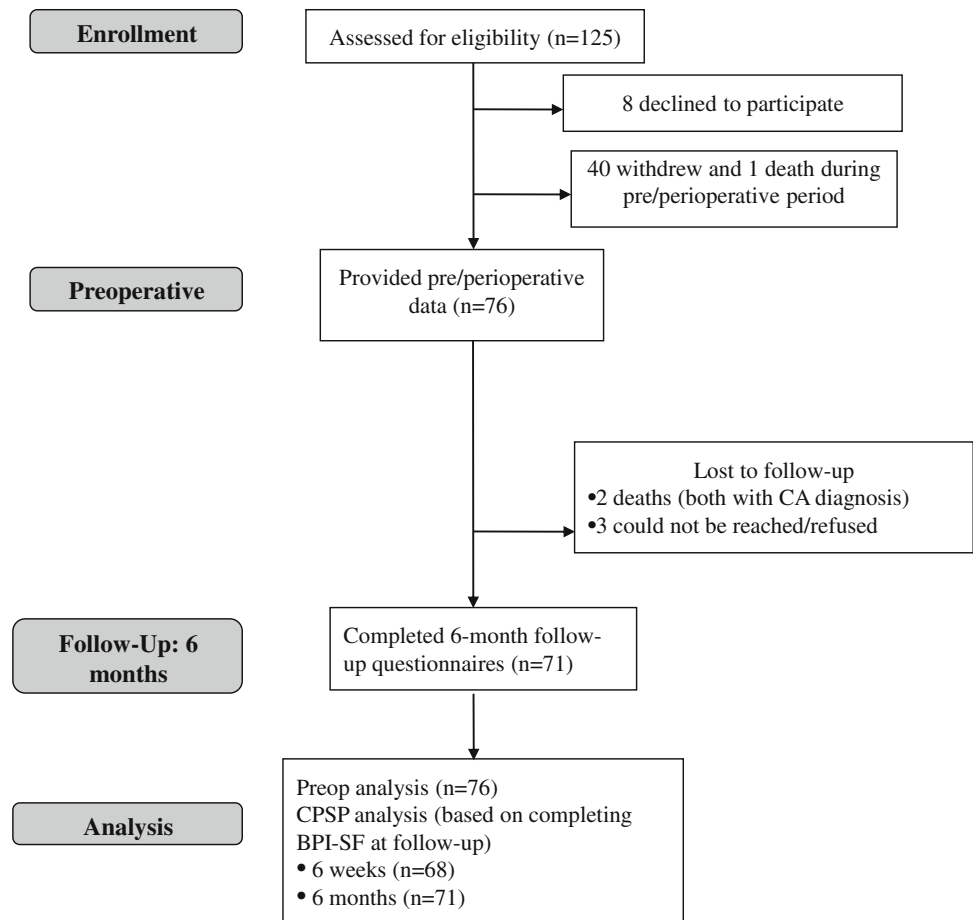 Enrollment
Assessed for eligibility (n=125)
8 declined to participate
40 withdrew and 1 death during
pre/perioperative period
Preoperative
Provided pre/perioperative
data (n=76)
Lost to follow-up
•2 deaths (both with CA diagnosis)
•3 could not be reached/refused
Follow-Up: 6
months
Completed 6-month follow-
up questionnaires (n=71)
Analysis
Preop analysis (n=76)
CPSP analysis (based on completing
BPI-SF at follow-up)
• 6 weeks (n=68)
• 6 months (n=71)